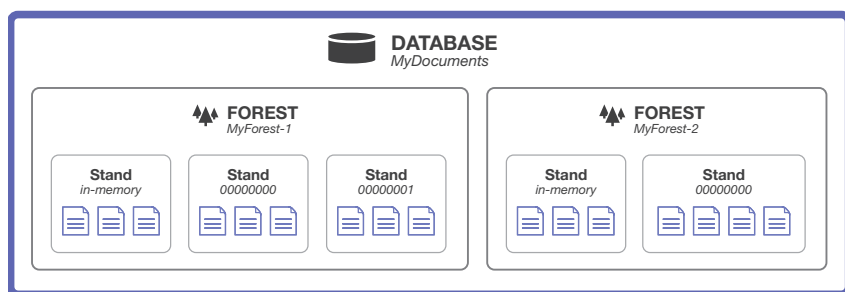 DATABASE
MyDocuments
FOREST
MyForest-1
Stand
in-memory
Stand
00000000
Stand
00000001
FOREST
MyForest-2
Stand
in-memory
Stand
00000000